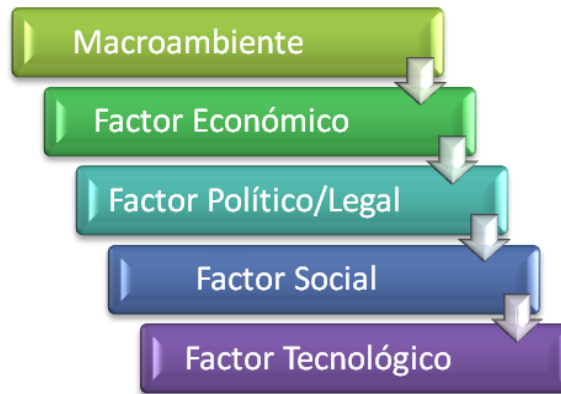 Macroambiente
Factor Económico
Factor Político/Legal
Factor Social
Factor Tecnológico